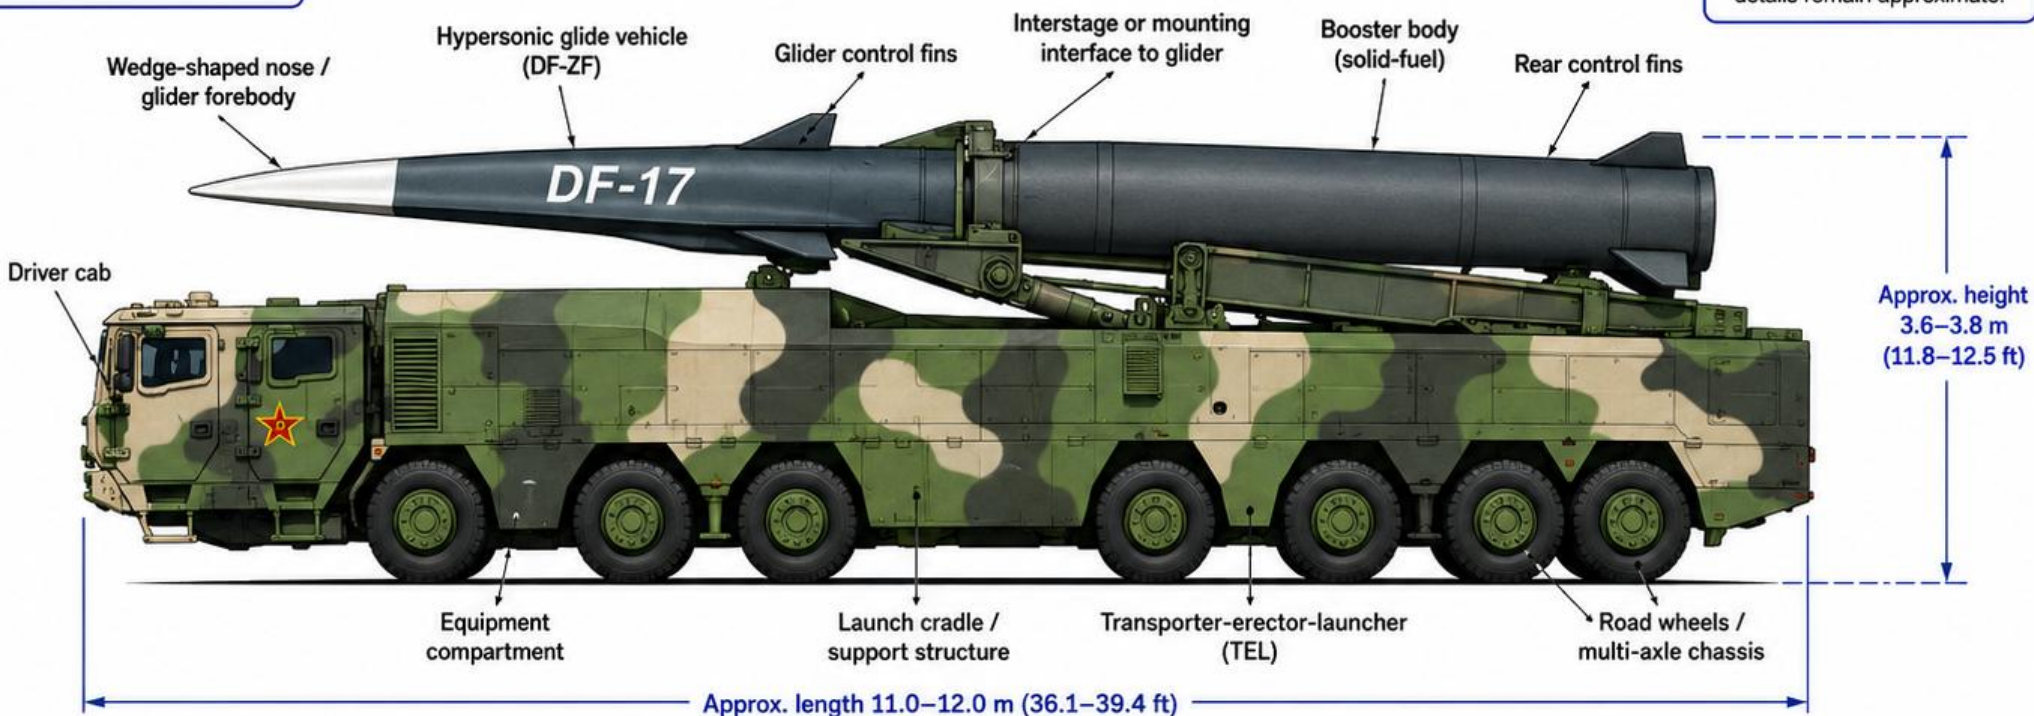 details remain approximate.
Wedge-shaped nose /
glider forebody
Hypersonic glide vehicle
(DF-ZF)
Glider control fins
Interstage or mounting
interface to glider
Booster body
(solid-fuel)
Rear control fins
DF-17
Driver cab
Approx. height
3.6–3.8 m
(11.8–12.5 ft)
Equipment
compartment
Launch cradle /
support structure
Transporter-erector-launcher
(TEL)
Road wheels /
multi-axle chassis
Approx. length 11.0–12.0 m (36.1–39.4 ft)